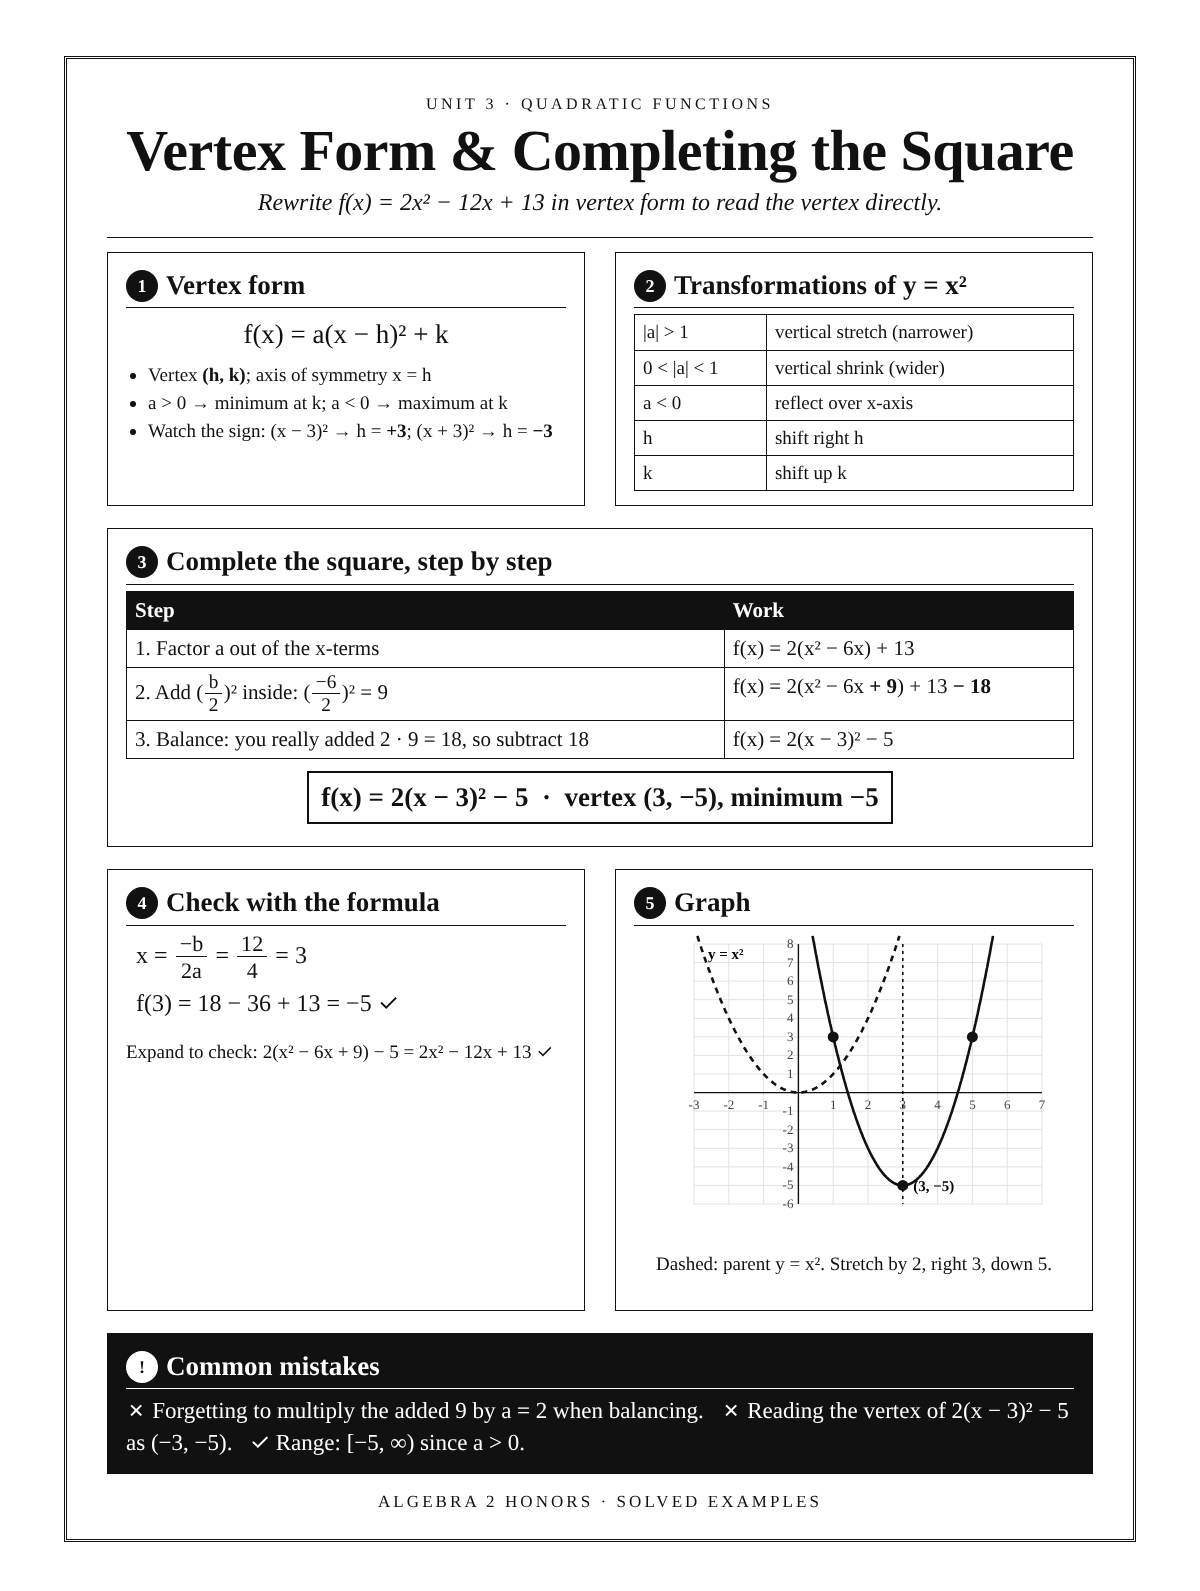 UNIT 3 · QUADRATIC FUNCTIONS
Vertex Form & Completing the Square
Rewrite f(x) = 2x² − 12x + 13 in vertex form to read the vertex directly.
1 Vertex form
f(x) = a(x − h)² + k
• Vertex (h, k); axis of symmetry x = h
• a > 0 → minimum at k; a < 0 → maximum at k
• Watch the sign: (x − 3)² → h = +3; (x + 3)² → h = −3
2 Transformations of y = x²
|a| > 1 vertical stretch (narrower)
0 < |a| < 1 vertical shrink (wider)
a < 0 reflect over x-axis
h shift right h
k shift up k
3 Complete the square, step by step
Step Work
1. Factor a out of the x-terms f(x) = 2(x² − 6x) + 13
2. Add (b/2)² inside: (−6/2)² = 9 f(x) = 2(x² − 6x + 9) + 13 − 18
3. Balance: you really added 2 · 9 = 18, so subtract 18 f(x) = 2(x − 3)² − 5
f(x) = 2(x − 3)² − 5 · vertex (3, −5), minimum −5
4 Check with the formula
x = −b/2a = 12/4 = 3
f(3) = 18 − 36 + 13 = −5 ✓
Expand to check: 2(x² − 6x + 9) − 5 = 2x² − 12x + 13 ✓
5 Graph
y = x²
8
7
6
5
4
3
2
1
-3 -2 -1 1 2 3 4 5 6 7
-1
-2
-3
-4
-5
-6
(3, −5)
Dashed: parent y = x². Stretch by 2, right 3, down 5.
! Common mistakes
✕ Forgetting to multiply the added 9 by a = 2 when balancing. ✕ Reading the vertex of 2(x − 3)² − 5
as (−3, −5). ✓ Range: [−5, ∞) since a > 0.
ALGEBRA 2 HONORS · SOLVED EXAMPLES